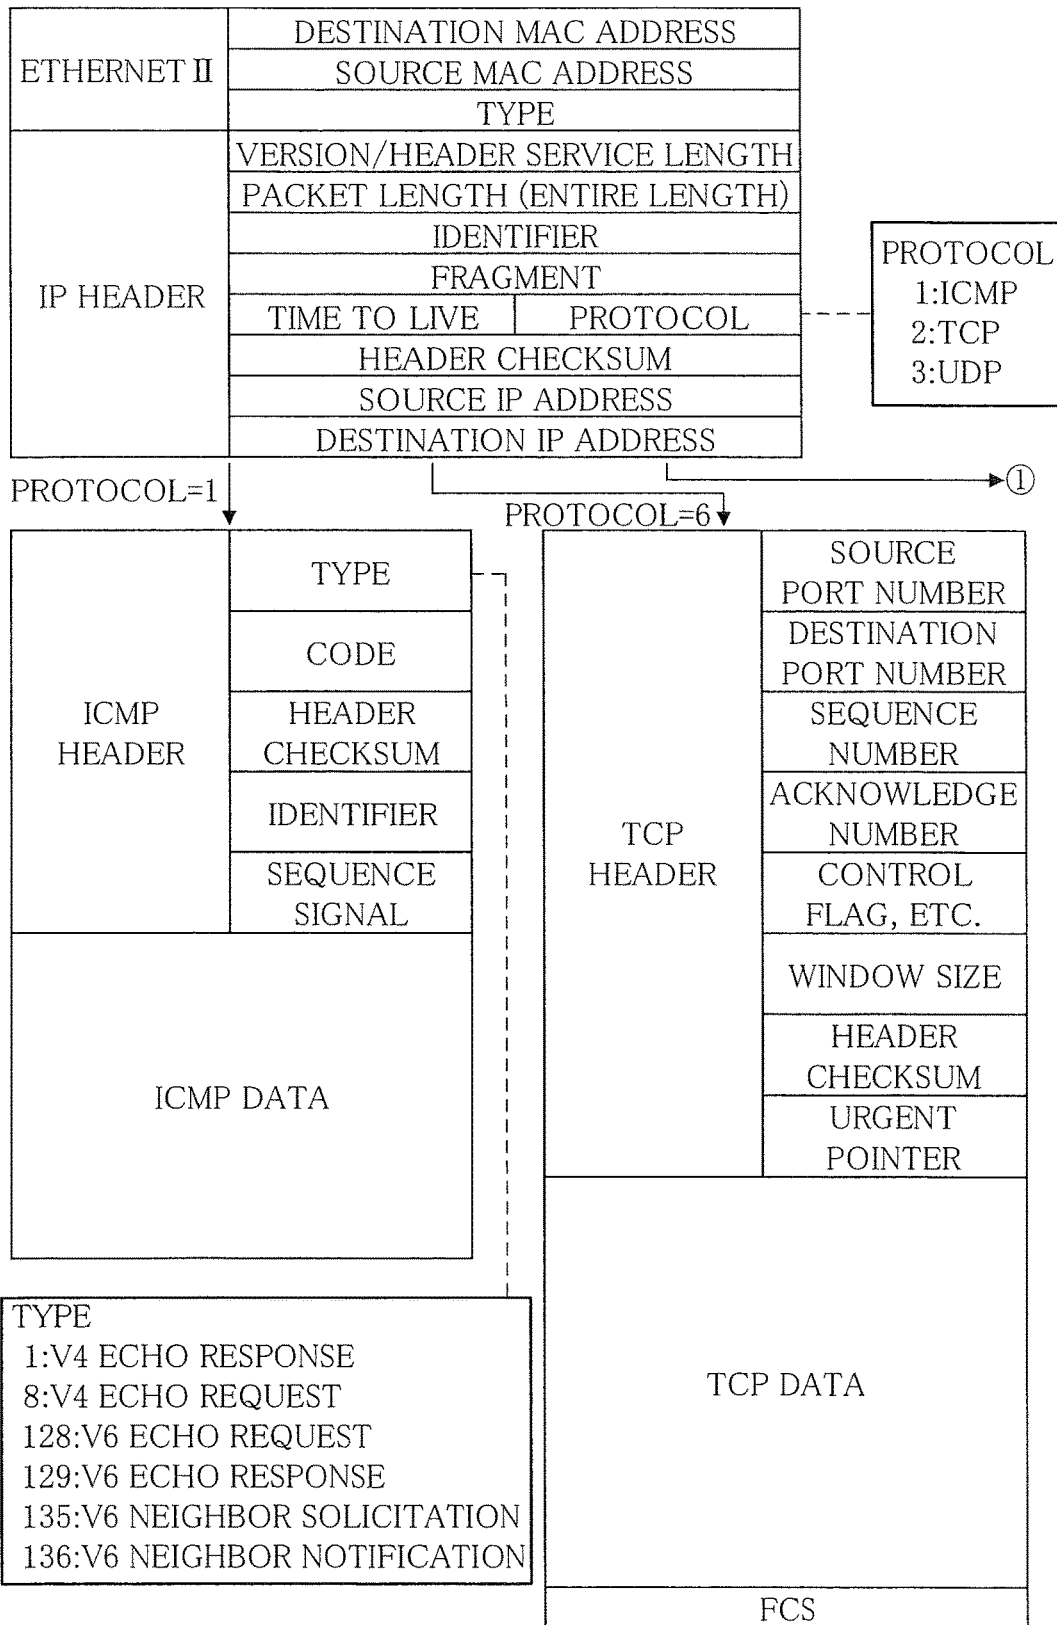 ETHERNET II
DESTINATION MAC ADDRESS
SOURCE MAC ADDRESS
TYPE
IP HEADER
VERSION/HEADER SERVICE LENGTH
PACKET LENGTH (ENTIRE LENGTH)
IDENTIFIER
FRAGMENT
TIME TO LIVE
PROTOCOL
HEADER CHECKSUM
SOURCE IP ADDRESS
DESTINATION IP ADDRESS
PROTOCOL
1:ICMP
2:TCP
3:UDP
①
PROTOCOL=1
PROTOCOL=6
ICMP
HEADER
TYPE
CODE
HEADER
CHECKSUM
IDENTIFIER
SEQUENCE
SIGNAL
ICMP DATA
TYPE
1:V4 ECHO RESPONSE
8:V4 ECHO REQUEST
128:V6 ECHO REQUEST
129:V6 ECHO RESPONSE
135:V6 NEIGHBOR SOLICITATION
136:V6 NEIGHBOR NOTIFICATION
TCP
HEADER
SOURCE
PORT NUMBER
DESTINATION
PORT NUMBER
SEQUENCE
NUMBER
ACKNOWLEDGE
NUMBER
CONTROL
FLAG, ETC.
WINDOW SIZE
HEADER
CHECKSUM
URGENT
POINTER
TCP DATA
FCS